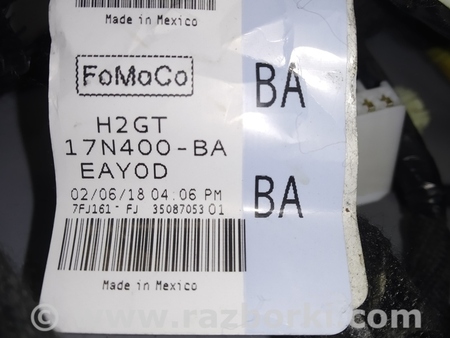 Made in Mexico
FoMoCo
BA
H2GT
17N400-BA
EAYOD
BA
02/06/18 04:06 PM
7FJ161- FJ 35087053 01
Made in Mexico
© www.razborki.com